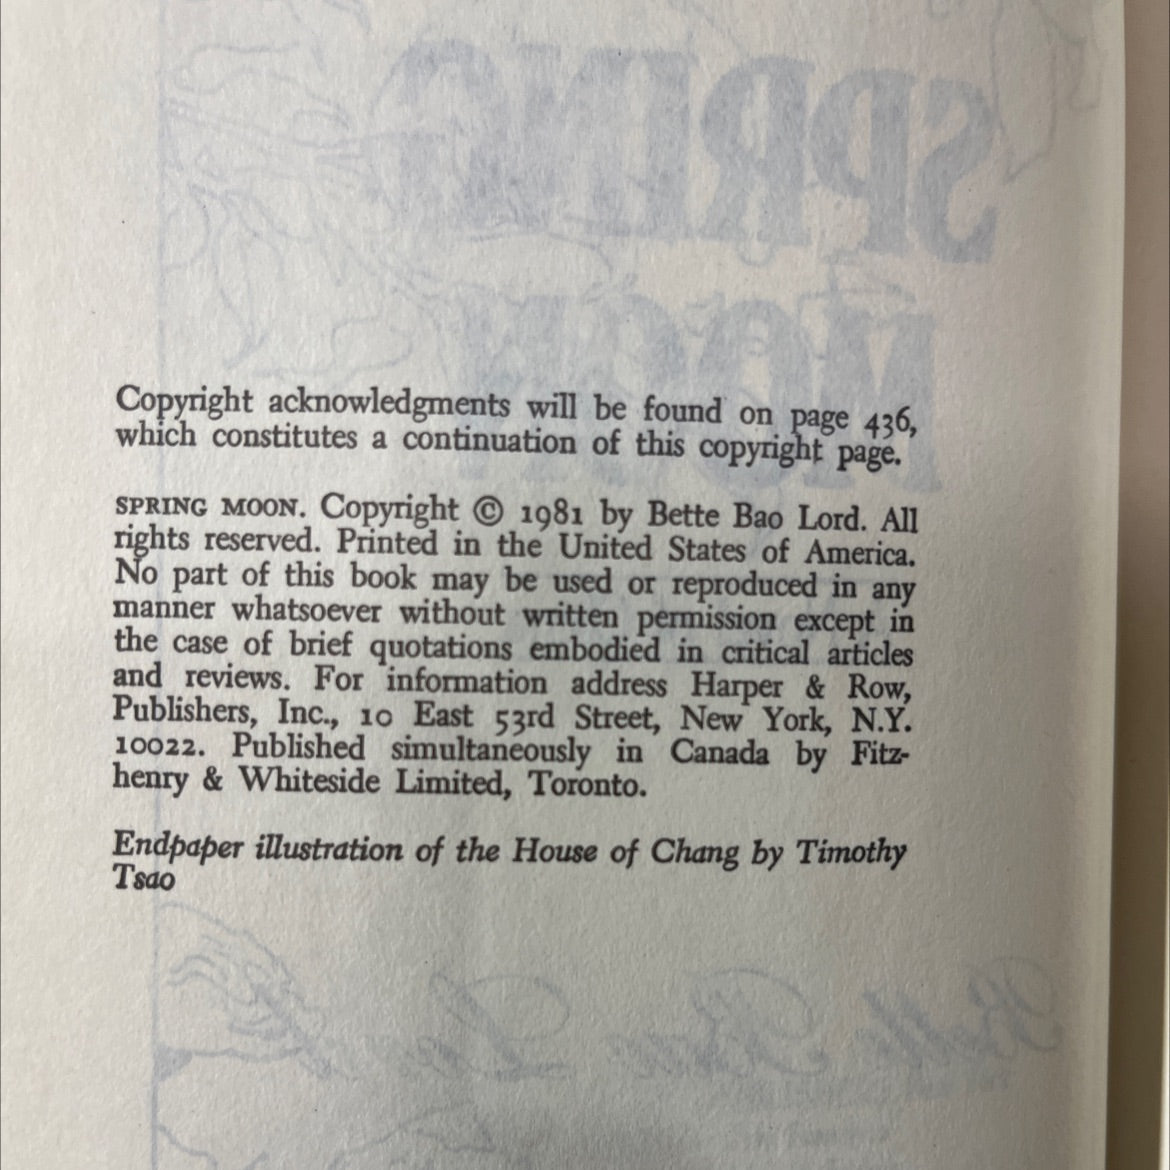 SPRING
MOON
Copyright acknowledgments will be found on page 436,
which constitutes a continuation of this copyright page.
SPRING MOON. Copyright © 1981 by Bette Bao Lord. All
rights reserved. Printed in the United States of America.
No part of this book may be used or reproduced in any
manner whatsoever without written permission except in
the case of brief quotations embodied in critical articles
and reviews. For information address Harper & Row,
Publishers, Inc., 10 East 53rd Street, New York, N.Y.
10022. Published simultaneously in Canada by Fitz-
henry & Whiteside Limited, Toronto.
Endpaper illustration of the House of Chang by Timothy
Tsao
Bette Bao Lord